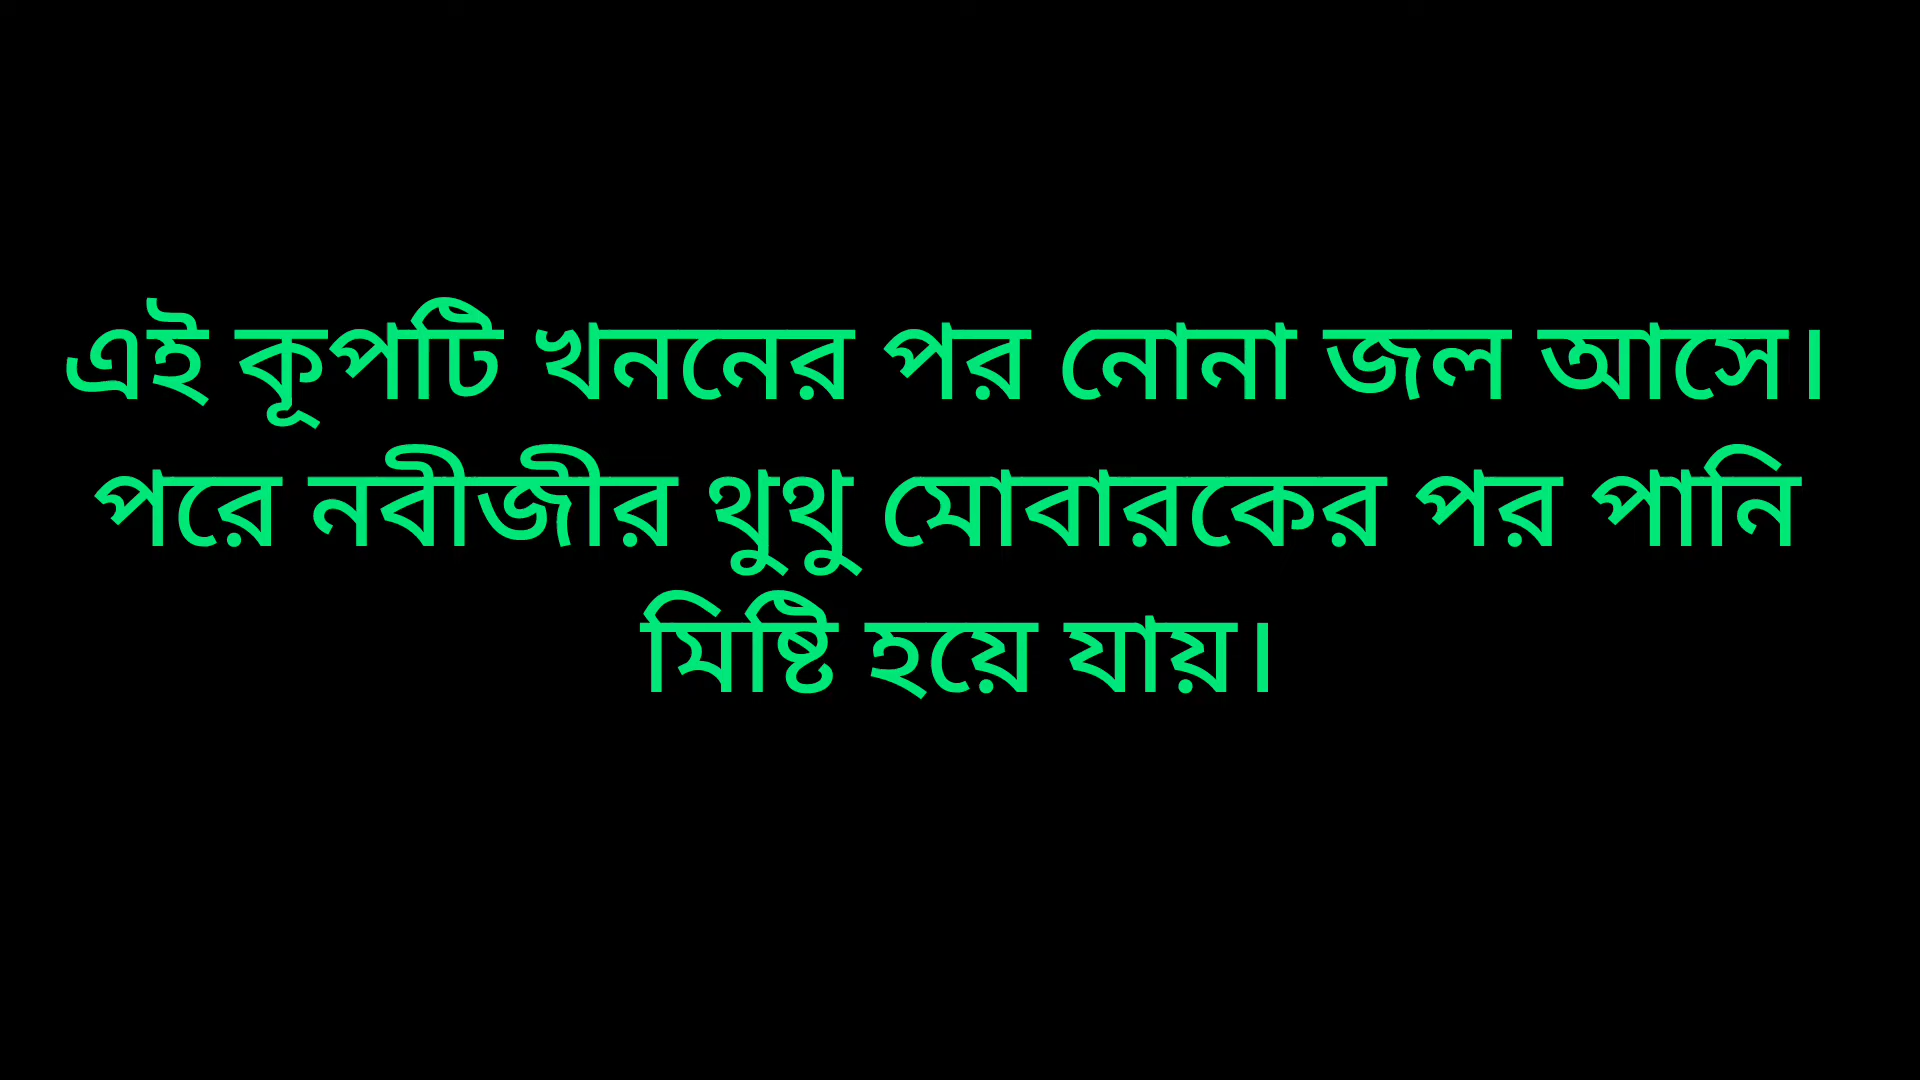 এই কূপটি খননের পর নোনা জল আসে।
পরে নবীজীর থুথু মোবারকের পর পানি
মিষ্টি হয়ে যায়।